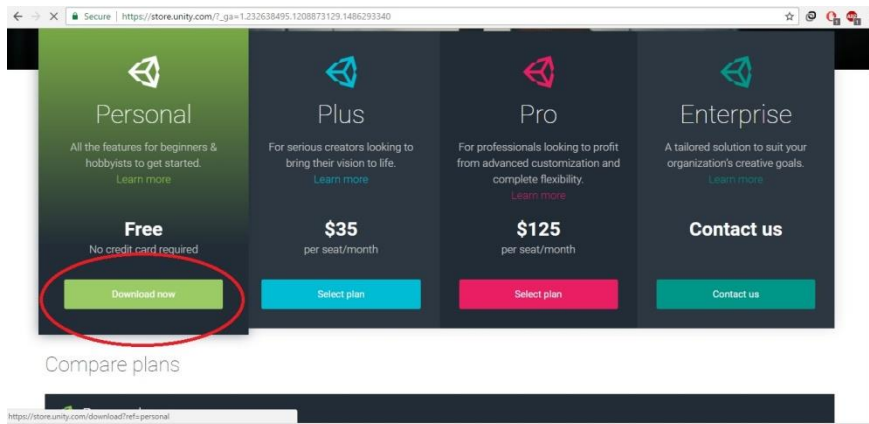 Secure | https://store.unity.com/?_ga=1.232638495.1208873129.1486293340
Personal
All the features for beginners &
hobbyists to get started.
Learn more
Free
No credit card required
Download now
Plus
For serious creators looking to
bring their vision to life.
Learn more
$35
per seat/month
Select plan
Pro
For professionals looking to profit
from advanced customization and
complete flexibility.
Learn more
$125
per seat/month
Select plan
Enterprise
A tailored solution to suit your
organization's creative goals.
Learn more
Contact us
Contact us
Compare plans
https://store.unity.com/download?ref=personal